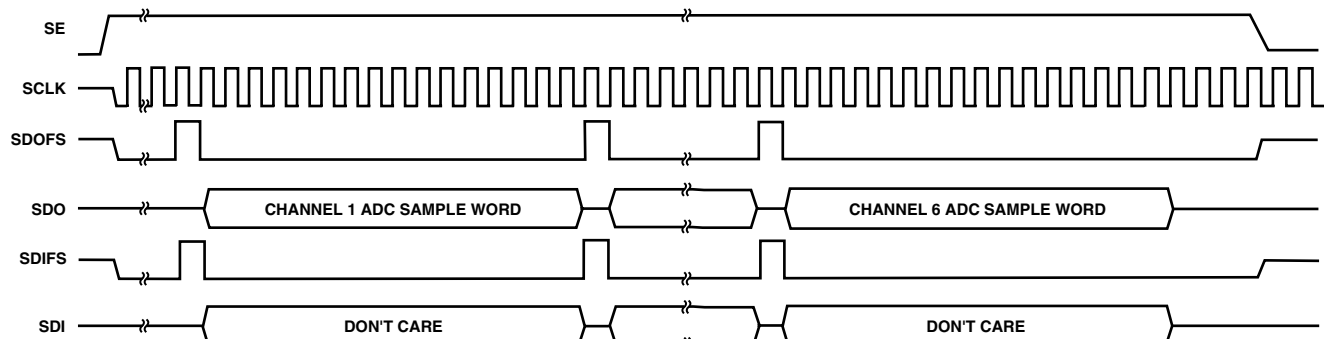 SE
SCLK
SDOFS
SDO
CHANNEL 1 ADC SAMPLE WORD
CHANNEL 6 ADC SAMPLE WORD
SDIFS
SDI
DON'T CARE
DON'T CARE